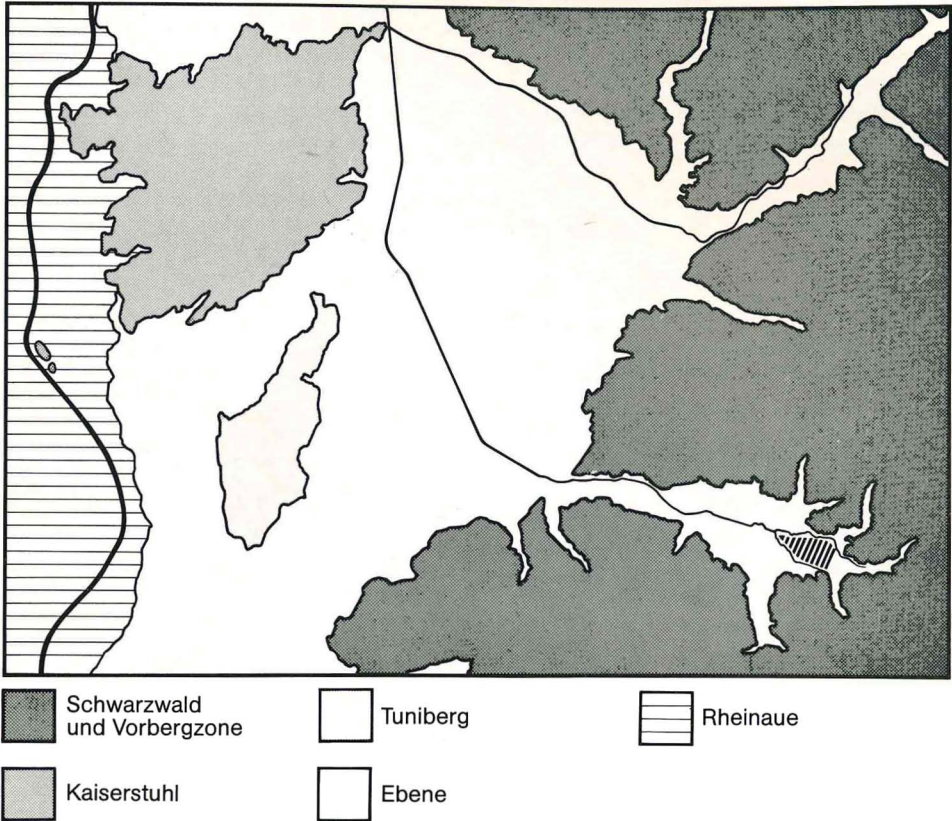 Schwarzwald
und Vorbergzone
Tuniberg
Rheinaue
Kaiserstuhl
Ebene